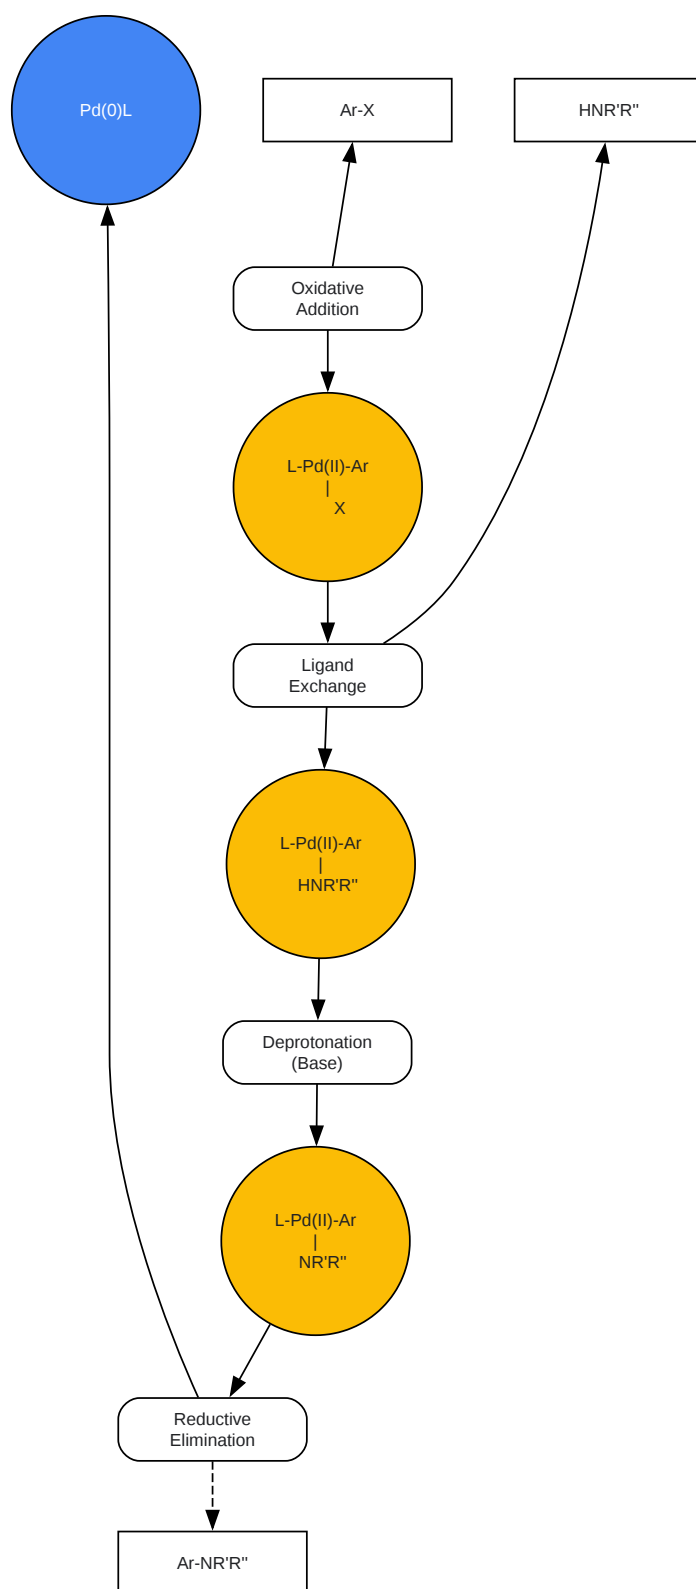 Pd(0)L
Ar-X
HNR'R''
Oxidative
Addition
L-Pd(II)-Ar
|
X
Ligand
Exchange
L-Pd(II)-Ar
|
HNR'R''
Deprotonation
(Base)
L-Pd(II)-Ar
|
NR'R''
Reductive
Elimination
Ar-NR'R''